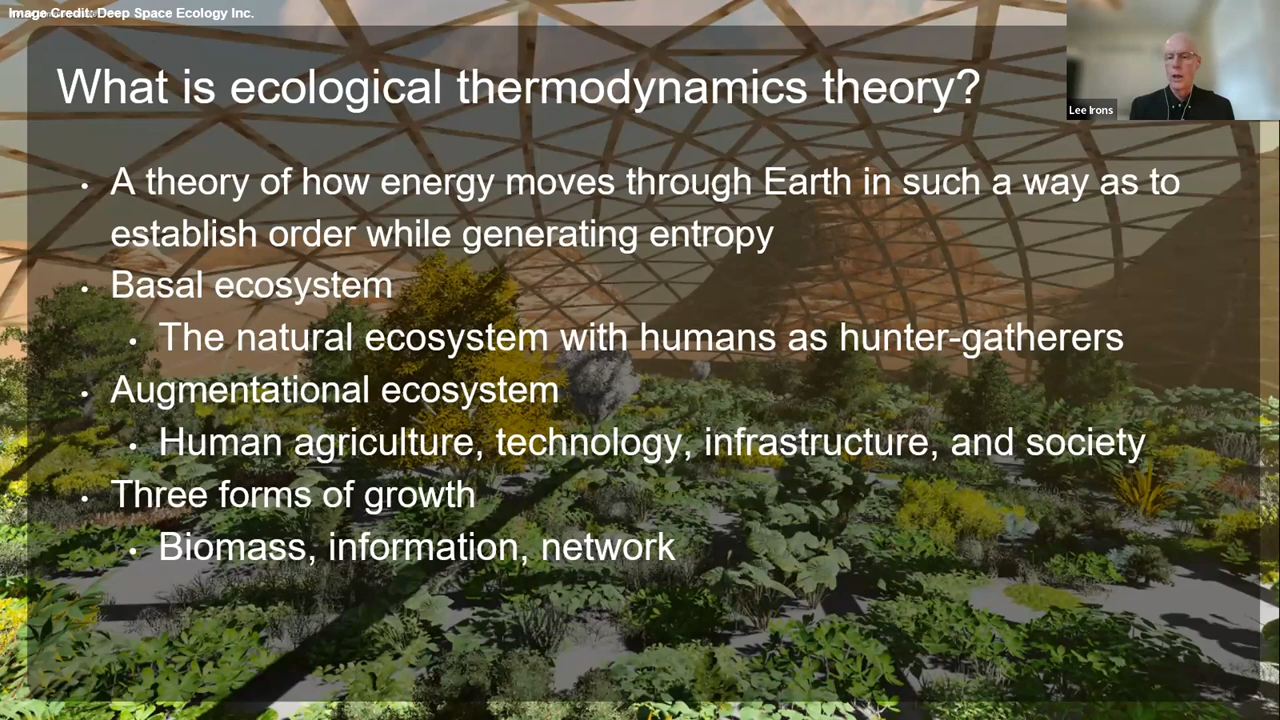 Image Credit: Deep Space Ecology Inc.
What is ecological thermodynamics theory?
Lee Irons
• A theory of how energy moves through Earth in such a way as to
establish order while generating entropy
• Basal ecosystem
• The natural ecosystem with humans as hunter-gatherers
• Augmentational ecosystem
• Human agriculture, technology, infrastructure, and society
• Three forms of growth
• Biomass, information, network